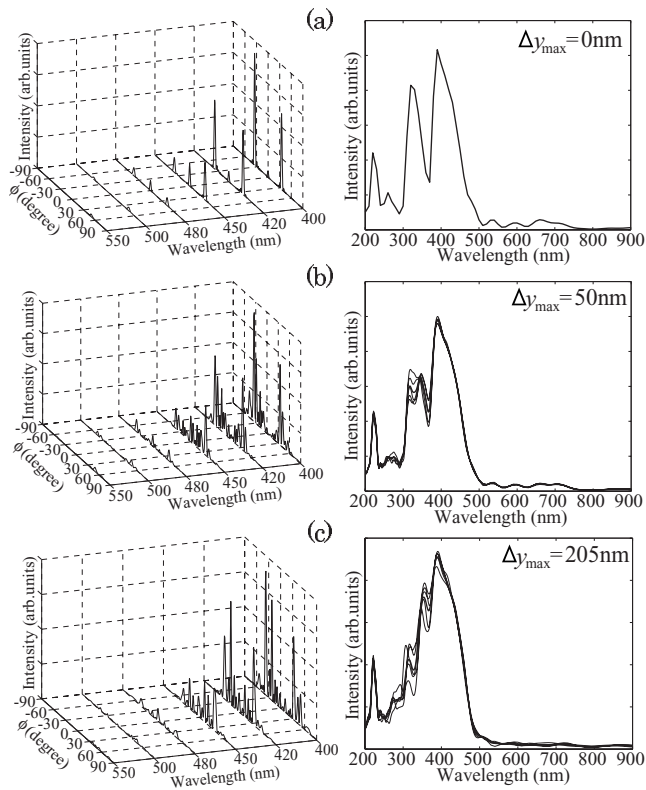 (a)
Intensity (arb.units)
-90
-60
-30
0
30
60
90
ϕ (degree)
550
500
480
450
420
400
Wavelength (nm)
Intensity (arb.units)
Δymax=0nm
200 300 400 500 600 700 800 900
Wavelength (nm)
(b)
Intensity (arb.units)
-90
-60
-30
0
30
60
90
ϕ (degree)
550
500
480
450
420
400
Wavelength (nm)
Intensity (arb.units)
Δymax=50nm
200 300 400 500 600 700 800 900
Wavelength (nm)
(c)
Intensity (arb.units)
-90
-60
-30
0
30
60
90
ϕ (degree)
550
500
480
450
420
400
Wavelength (nm)
Intensity (arb.units)
Δymax=205nm
200 300 400 500 600 700 800 900
Wavelength (nm)